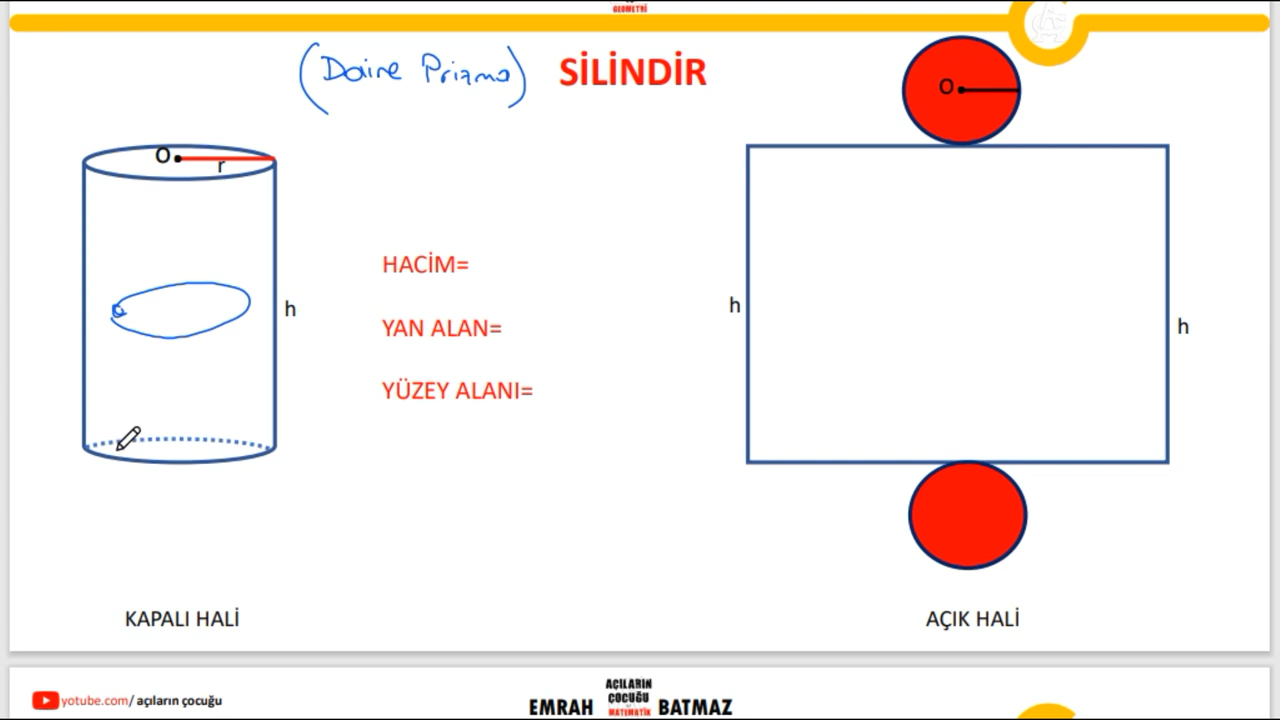 GEOMETRİ
(Daire Prizma) SİLİNDİR
O
O
r
HACİM=
h
h
YAN ALAN=
h
YÜZEY ALANI=
KAPALI HALİ
AÇIK HALİ
yotube.com/ açıların çocuğu
EMRAH AÇILARIN ÇOCUĞU MATEMATİK BATMAZ